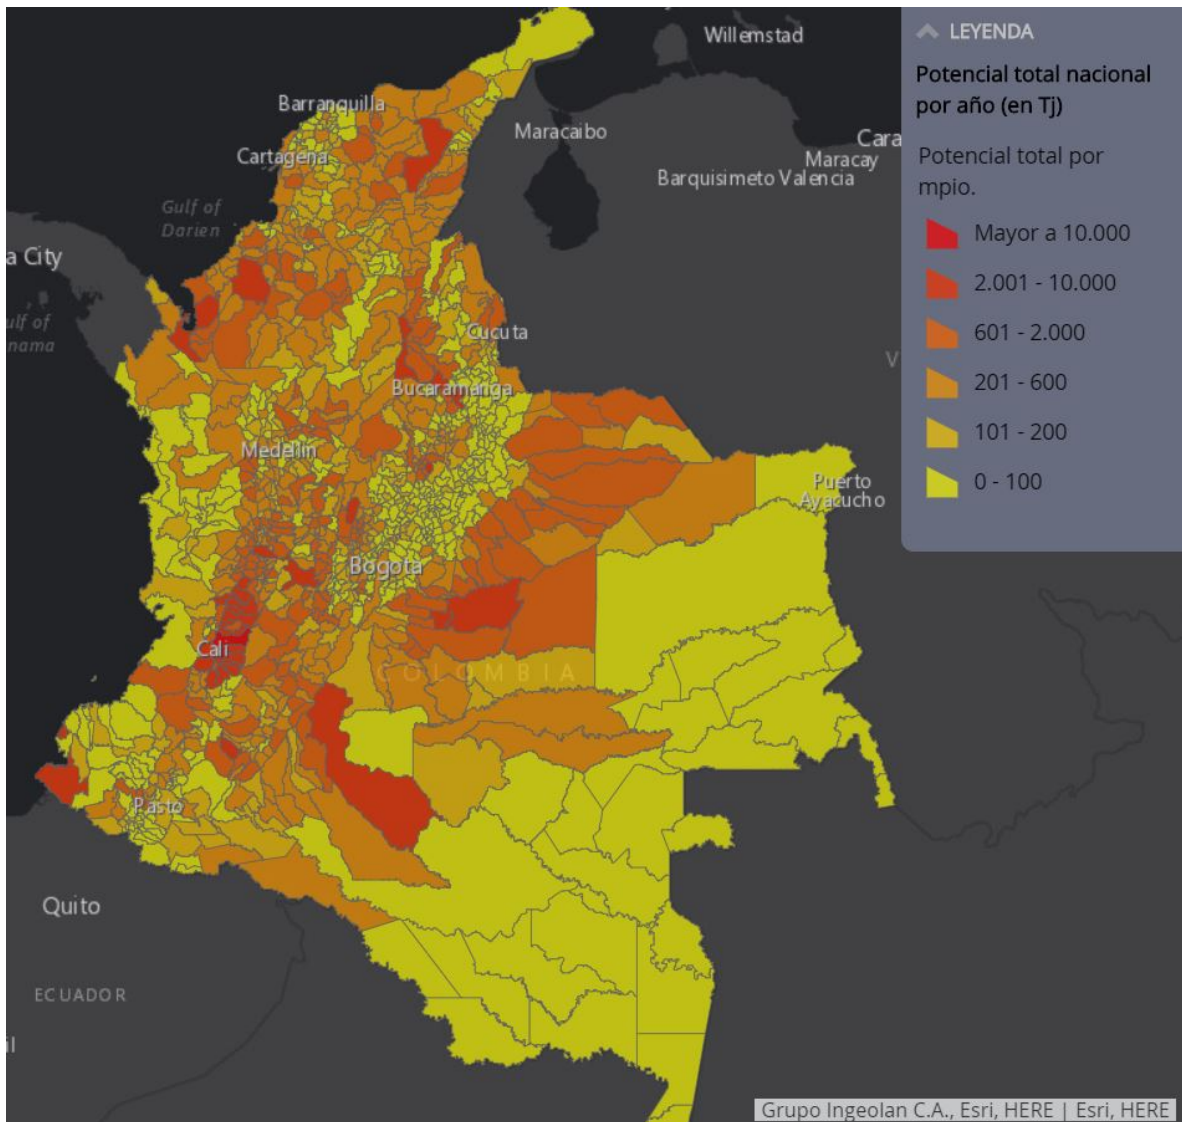 Willemstad
Barranquilla
Maracaibo
Cara
Maracay
Cartagena
Barquisimeto Valencia
Gulf of
Darien
a City
ulf of
nama
Cucuta
V
Bucaramanga
Medellin
Puerto
Ayacucho
Bogota
Cali
COLOMBIA
Pasto
Quito
ECUADOR
il
LEYENDA
Potencial total nacional
por año (en Tj)
Potencial total por
mpio.
Mayor a 10.000
2.001 - 10.000
601 - 2.000
201 - 600
101 - 200
0 - 100
Grupo Ingeolan C.A., Esri, HERE | Esri, HERE